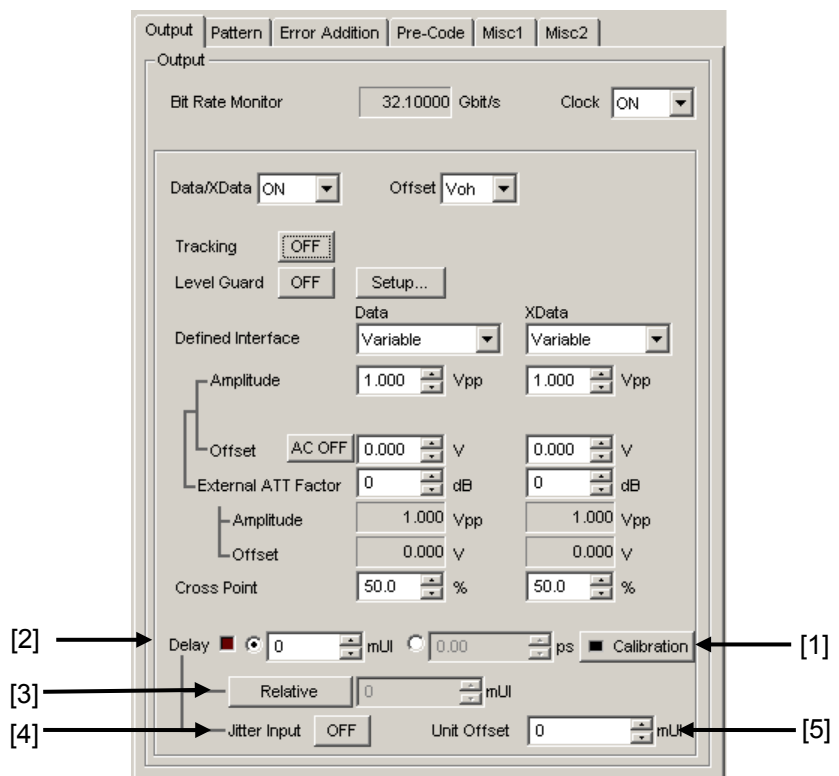 Output Pattern Error Addition Pre-Code Misc1 Misc2
Output
Bit Rate Monitor 32.10000 Gbit/s Clock ON
Data/XData ON Offset Voh
Tracking OFF
Level Guard OFF Setup...
Data XData
Defined Interface Variable Variable
Amplitude 1.000 Vpp 1.000 Vpp
Offset AC OFF 0.000 V 0.000 V
External ATT Factor 0 dB 0 dB
Amplitude 1.000 Vpp 1.000 Vpp
Offset 0.000 V 0.000 V
Cross Point 50.0 % 50.0 %
[2] Delay 0 mUI 0.00 ps Calibration [1]
[3] Relative 0 mUI
[4] Jitter Input OFF Unit Offset 0 mUI [5]